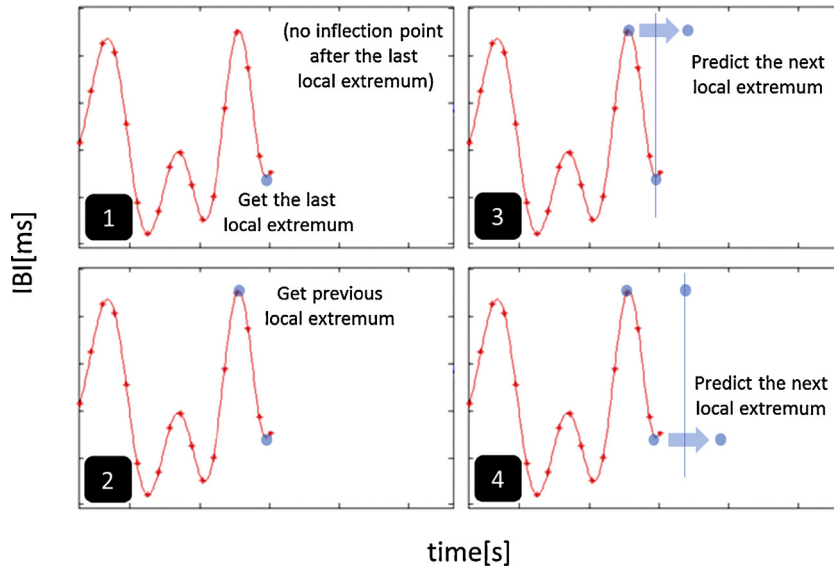 IBI[ms]
(no inflection point
after the last
local extremum)
Get the last
local extremum
1
Predict the next
local extremum
3
Get previous
local extremum
2
Predict the next
local extremum
4
time[s]